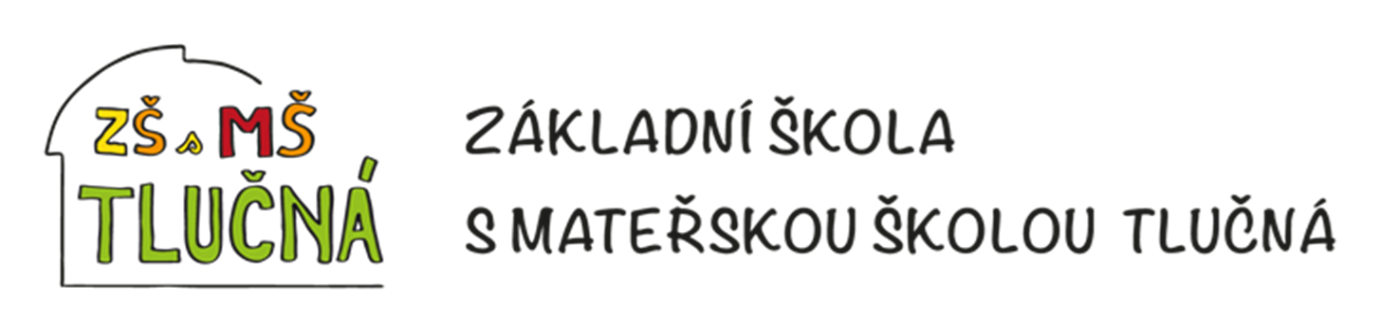 ZŠ s MŠ
TLUČNÁ
ZÁKLADNÍ ŠKOLA
S MATEŘSKOU ŠKOLOU TLUČNÁ